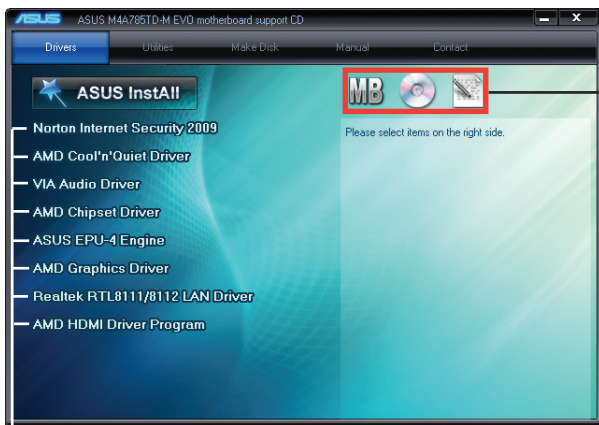 ASUS ASUS M4A785TD-M EVO motherboard support CD
Drivers Utilities Make Disk Manual Contact
ASUS InstAll
MB
Norton Internet Security 2009
Please select items on the right side.
AMD Cool'n'Quiet Driver
VIA Audio Driver
AMD Chipset Driver
ASUS EPU-4 Engine
AMD Graphics Driver
Realtek RTL8111/8112 LAN Driver
AMD HDMI Driver Program